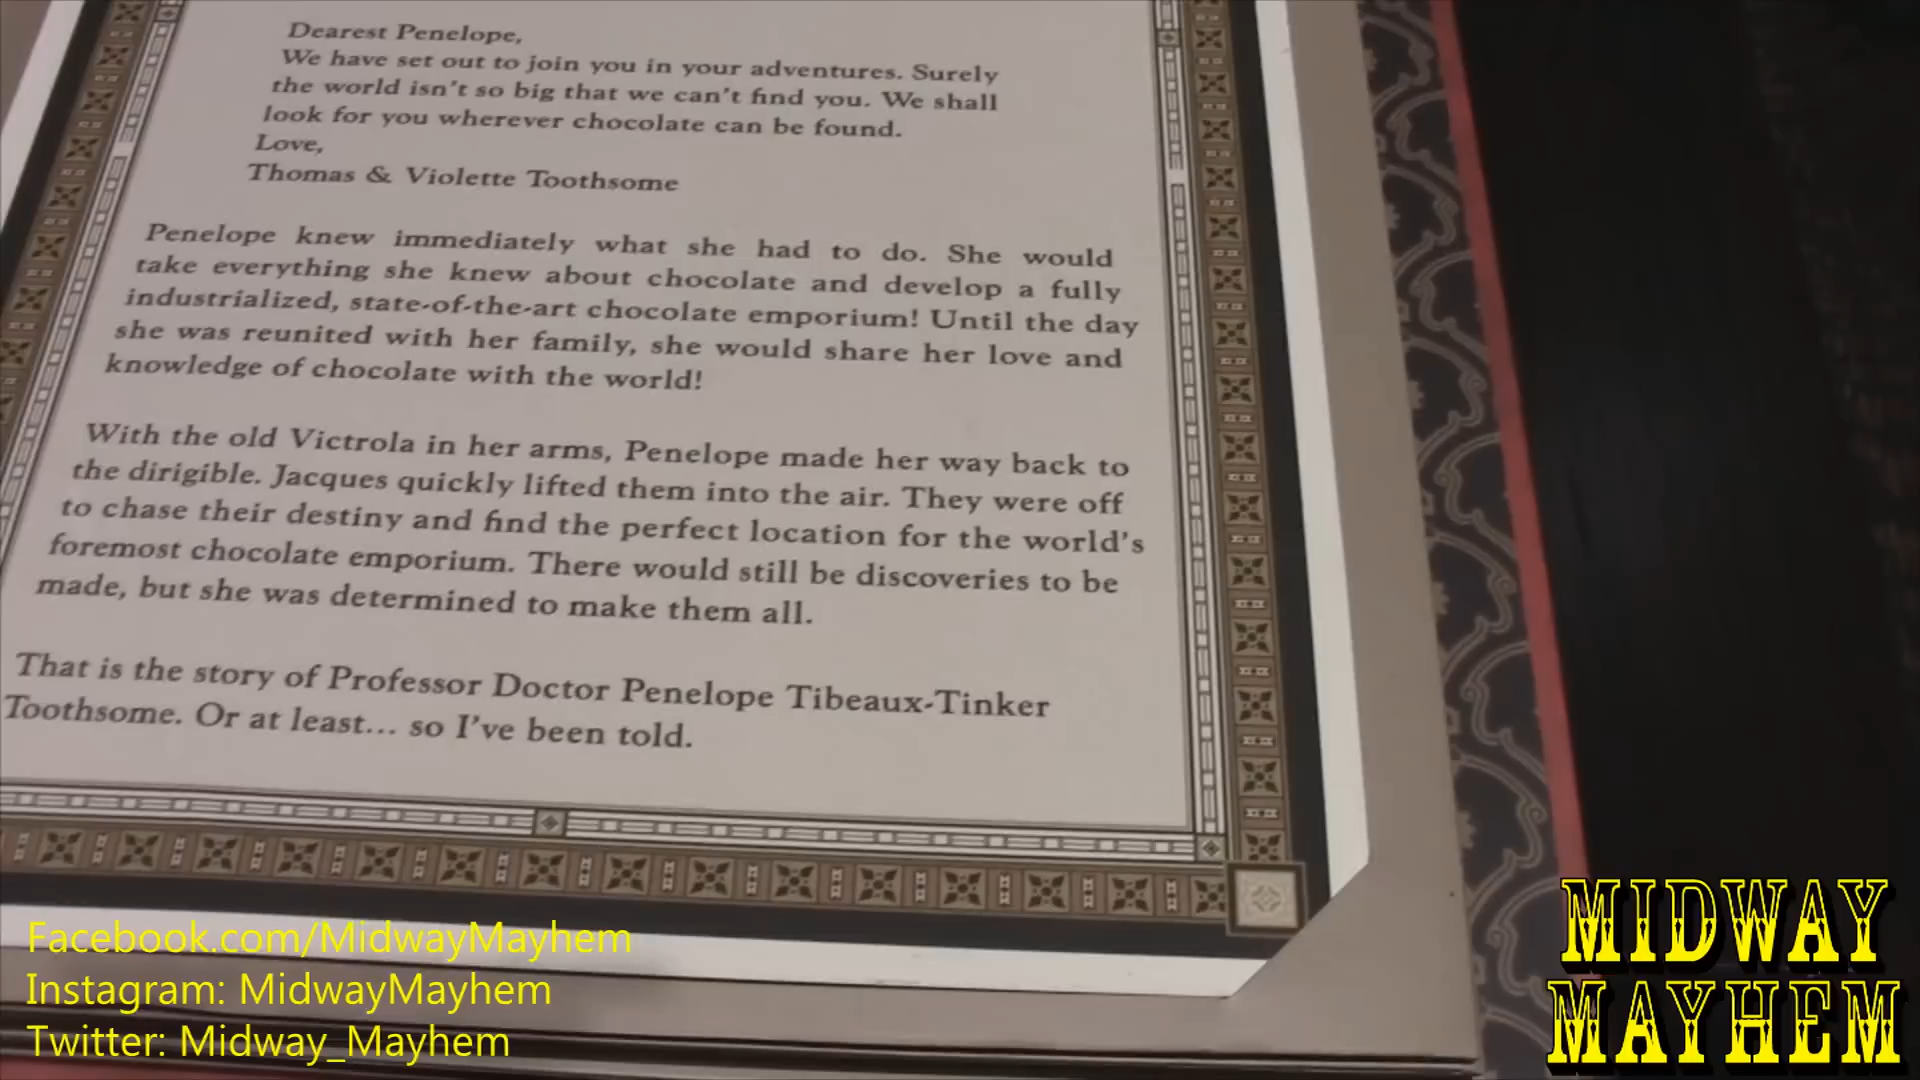 Dearest Penelope,
We have set out to join you in your adventures. Surely
the world isn't so big that we can't find you. We shall
look for you wherever chocolate can be found.
Love,
Thomas & Violette Toothsome
Penelope knew immediately what she had to do. She would
take everything she knew about chocolate and develop a fully
industrialized, state-of-the-art chocolate emporium! Until the day
she was reunited with her family, she would share her love and
knowledge of chocolate with the world!
With the old Victrola in her arms, Penelope made her way back to
the dirigible. Jacques quickly lifted them into the air. They were off
to chase their destiny and find the perfect location for the world's
foremost chocolate emporium. There would still be discoveries to be
made, but she was determined to make them all.
That is the story of Professor Doctor Penelope Tibeaux-Tinker
Toothsome. Or at least... so I've been told.
Facebook.com/MidwayMayhem
Instagram: MidwayMayhem
Twitter: Midway_Mayhem
MIDWAY
MAYHEM